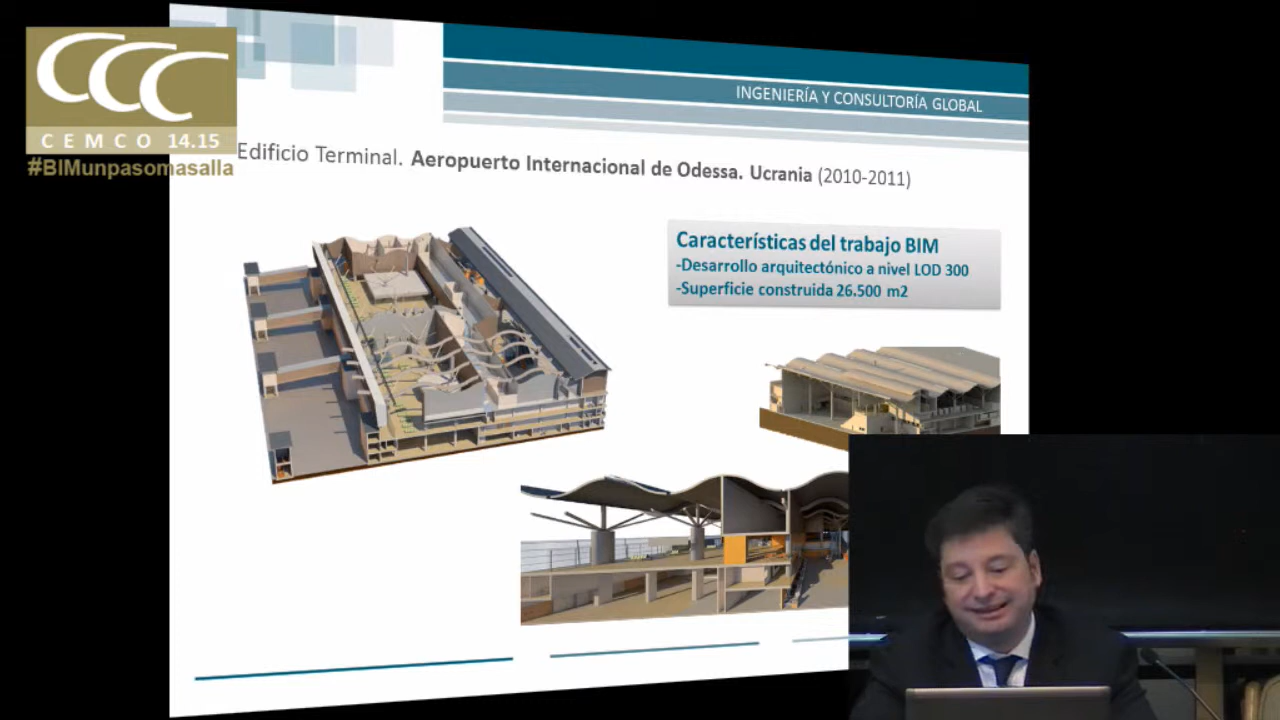 CCC
CEMCO 14.15
#BIMunpasomasalla
INGENIERÍA Y CONSULTORÍA GLOBAL
Edificio Terminal. Aeropuerto Internacional de Odessa. Ucrania (2010-2011)
Características del trabajo BIM
-Desarrollo arquitectónico a nivel LOD 300
-Superficie construida 26.500 m2